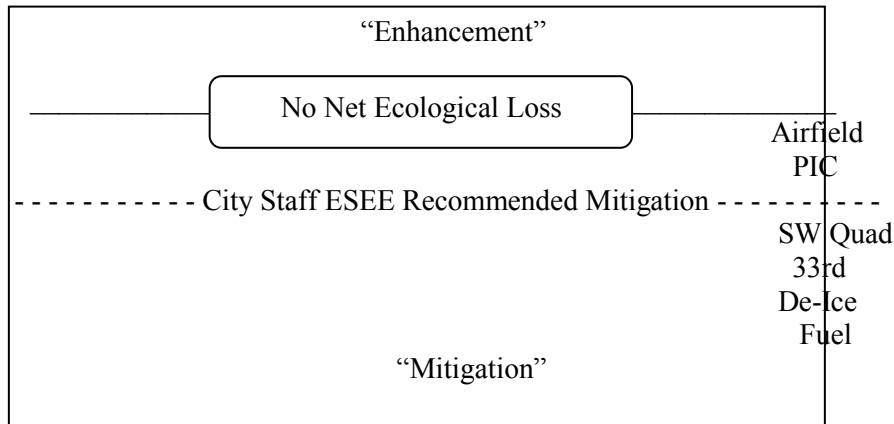 “Enhancement”
No Net Ecological Loss
Airfield
PIC
City Staff ESEE Recommended Mitigation
SW Quad
33rd
De-Ice
Fuel
“Mitigation”